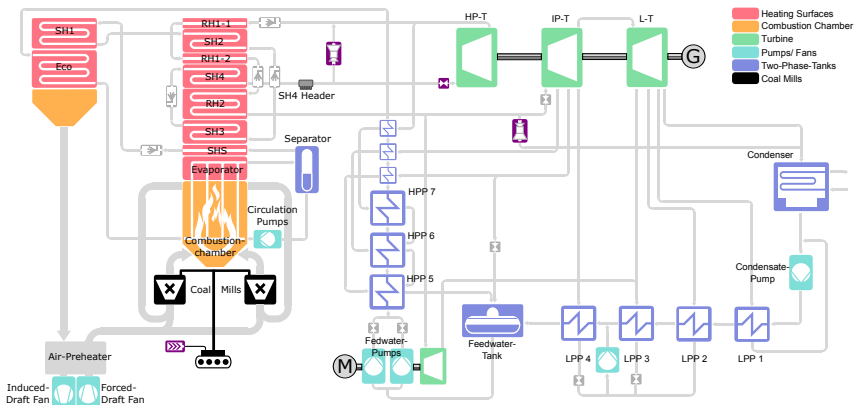 HP-T
IP-T
L-T
Heating Surfaces
Combustion Chamber
Turbine
Pumps/ Fans
Two-Phase-Tanks
Coal Mills
SH1
Eco
RH1-1
SH2
RH1-2
SH4
RH2
SH3
SHS
Evaporator
SH4 Header
G
Separator
Condenser
HPP 7
HPP 6
HPP 5
Circulation
Pumps
Combustion-
chamber
Coal
Mills
Condensate-
Pump
Air-Preheater
Fedwater-
Pumps
M
Feedwater-
Tank
LPP 4
LPP 3
LPP 2
LPP 1
Induced-
Draft Fan
Forced-
Draft Fan